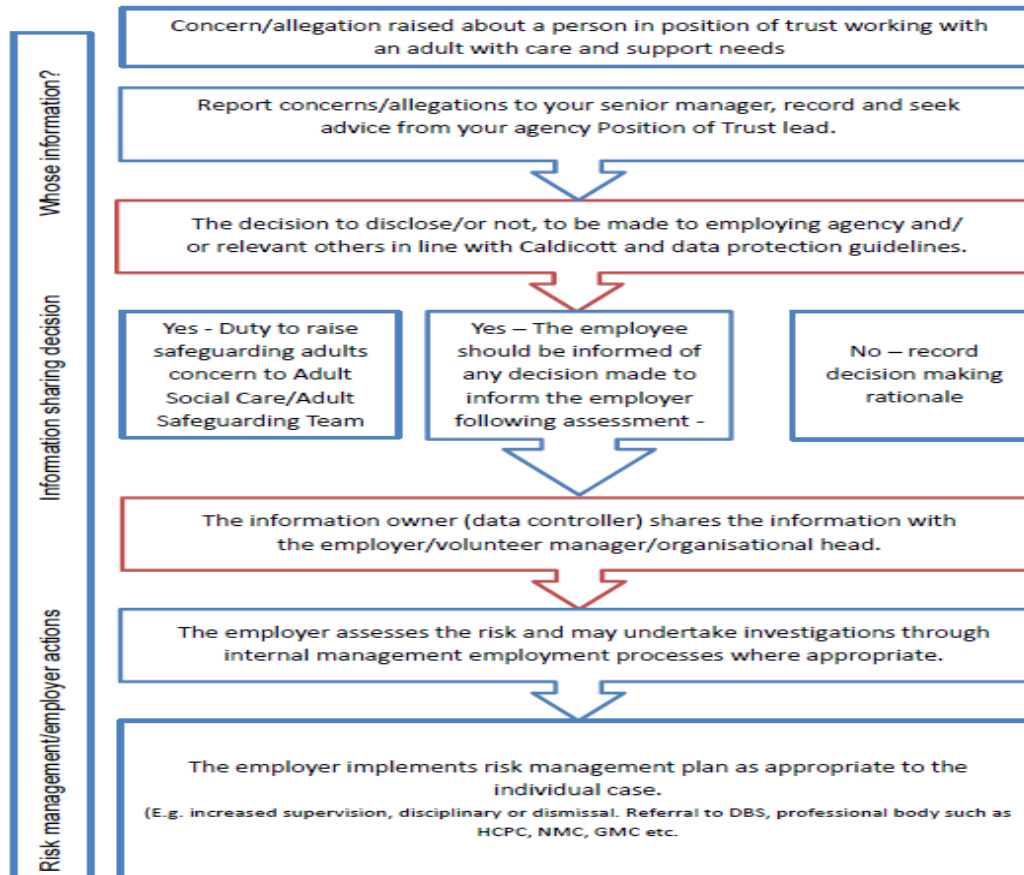 Concern/allegation raised about a person in position of trust working with
an adult with care and support needs
Whose information?
Report concerns/allegations to your senior manager, record and seek
advice from your agency Position of Trust lead.
The decision to disclose/or not, to be made to employing agency and/
or relevant others in line with Caldicott and data protection guidelines.
Information sharing decision
Yes - Duty to raise
safeguarding adults
concern to Adult
Social Care/Adult
Safeguarding Team
Yes – The employee
should be informed of
any decision made to
inform the employer
following assessment -
No – record
decision making
rationale
The information owner (data controller) shares the information with
the employer/volunteer manager/organisational head.
Risk management/employer actions
The employer assesses the risk and may undertake investigations through
internal management employment processes where appropriate.
The employer implements risk management plan as appropriate to the
individual case.
(E.g. increased supervision, disciplinary or dismissal. Referral to DBS, professional body such as
HCPC, NMC, GMC etc.